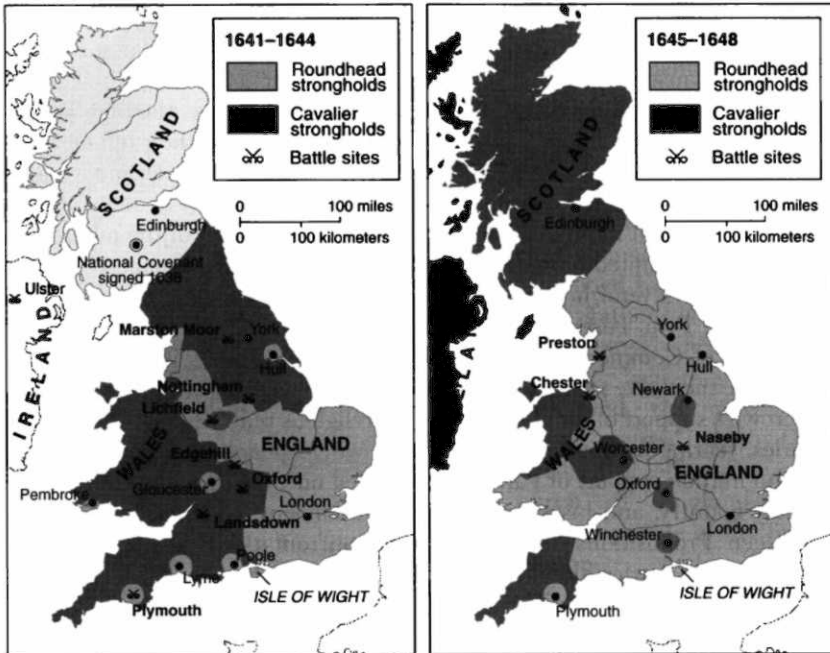 1641–1644
Roundhead
strongholds
Cavalier
strongholds
Battle sites
0 100 miles
0 100 kilometers
SCOTLAND
Edinburgh
National Covenant
signed 1638
Ulster
IRELAND
Marston Moor
York
Hull
Nottingham
Lichfield
ENGLAND
WALES
Edgehill
Oxford
Gloucester
Pembroke
London
Landsdown
Poole
Lyme
ISLE OF WIGHT
Plymouth
1645–1648
Roundhead
strongholds
Cavalier
strongholds
Battle sites
0 100 miles
0 100 kilometers
SCOTLAND
Edinburgh
York
Preston
Hull
Chester
Newark
WALES
Naseby
Worcester
ENGLAND
Oxford
London
Winchester
ISLE OF WIGHT
Plymouth